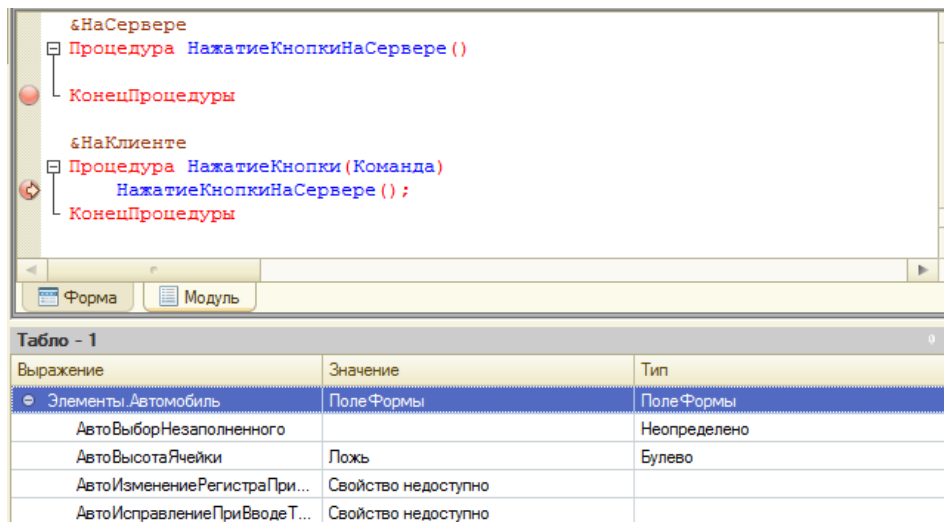 &НаСервере
Процедура НажатиеКнопкиНаСервере()
КонецПроцедуры
&НаКлиенте
Процедура НажатиеКнопки(Команда)
НажатиеКнопкиНаСервере();
КонецПроцедуры
Форма Модуль
Табло - 1
Выражение Значение Тип
Элементы.Автомобиль ПолеФормы ПолеФормы
АвтоВыборНезаполненного Неопределено
АвтоВысотаЯчейки Ложь Булево
АвтоИзменениеРегистраПри... Свойство недоступно
АвтоИсправлениеПриВводеТ... Свойство недоступно